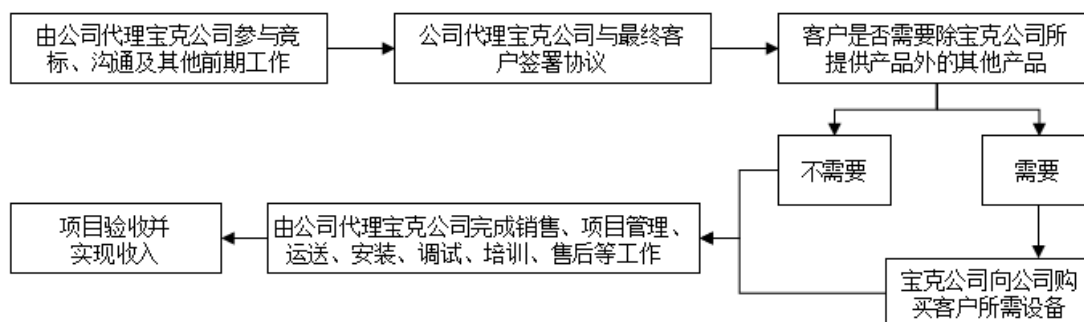 由公司代理宝克公司参与竞
标、沟通及其他前期工作
公司代理宝克公司与最终客
户签署协议
客户是否需要除宝克公司所
提供产品外的其他产品
不需要
需要
宝克公司向公司购
买客户所需设备
由公司代理宝克公司完成销售、项目管理、
运送、安装、调试、培训、售后等工作
项目验收并
实现收入